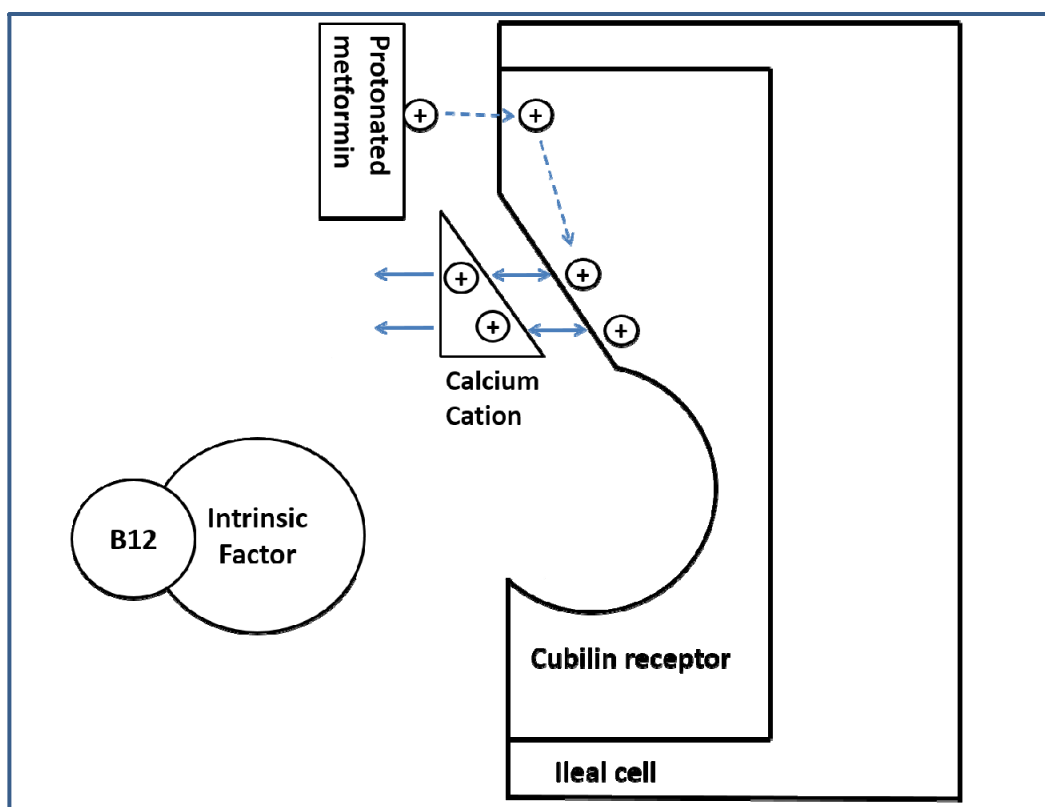 Protonated
metformin
+
+
+
+
+
+
Calcium
Cation
B12
Intrinsic
Factor
Cubilin receptor
Ileal cell